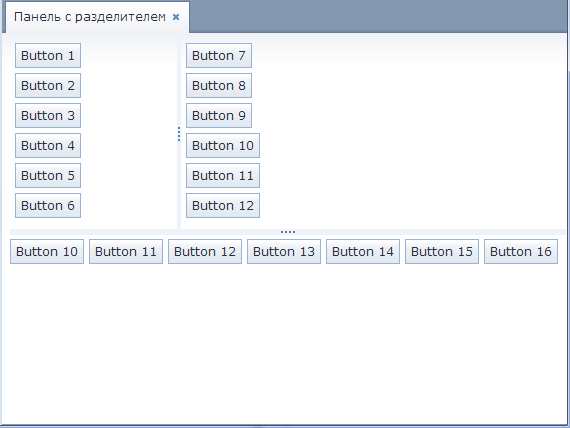 Панель с разделителем
Button 1
Button 2
Button 3
Button 4
Button 5
Button 6
Button 7
Button 8
Button 9
Button 10
Button 11
Button 12
Button 10 Button 11 Button 12 Button 13 Button 14 Button 15 Button 16